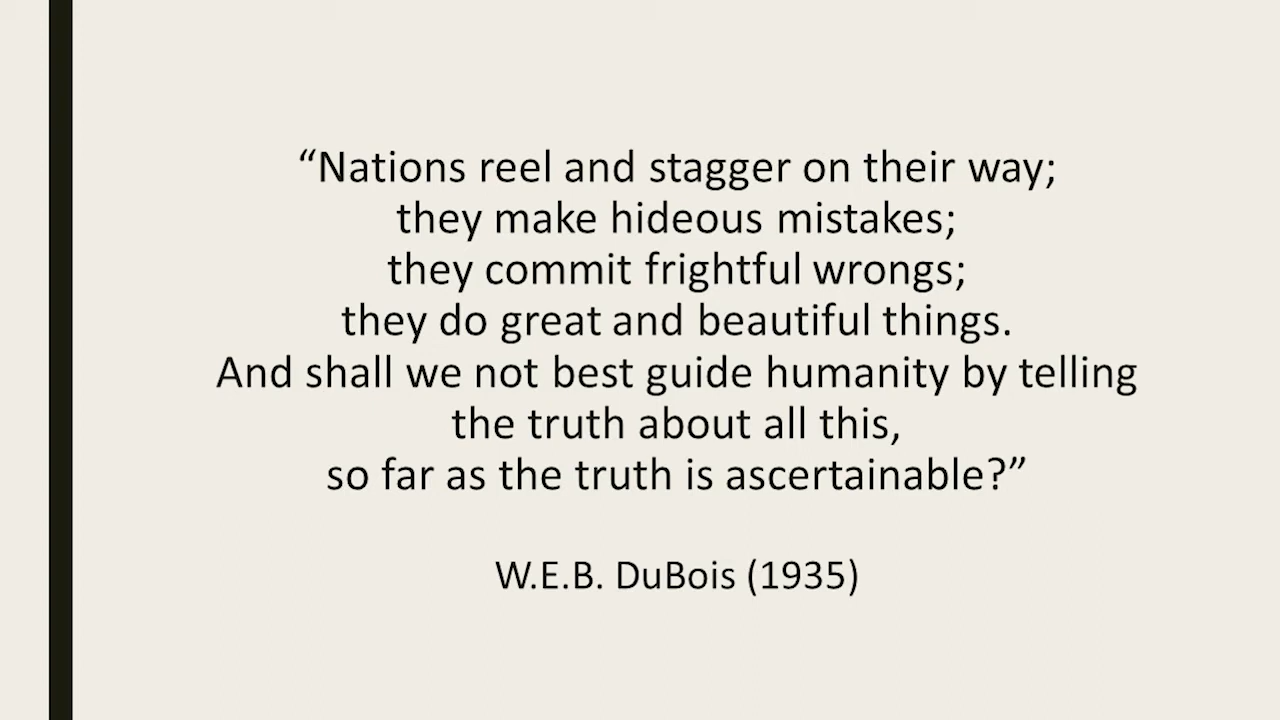 “Nations reel and stagger on their way;
they make hideous mistakes;
they commit frightful wrongs;
they do great and beautiful things.
And shall we not best guide humanity by telling
the truth about all this,
so far as the truth is ascertainable?”
W.E.B. DuBois (1935)